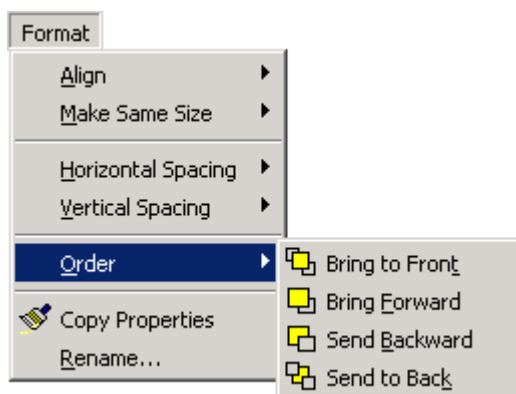 Format
Align
Make Same Size
Horizontal Spacing
Vertical Spacing
Order
Copy Properties
Rename...
Bring to Front
Bring Forward
Send Backward
Send to Back